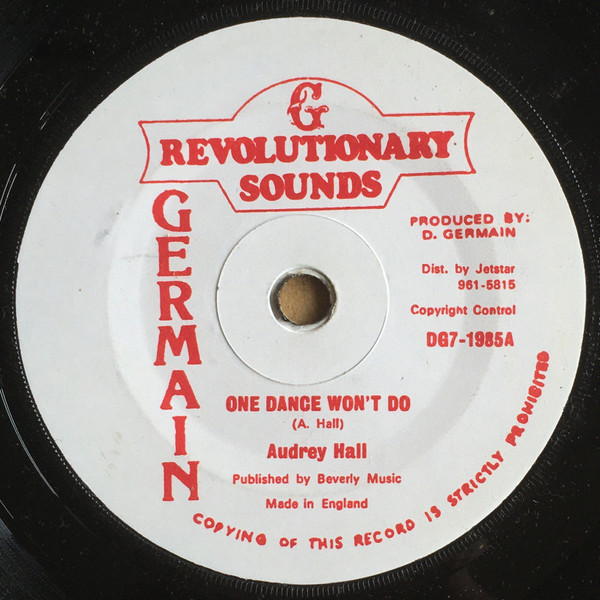 G
REVOLUTIONARY
SOUNDS
GERMAIN
PRODUCED BY:
D. GERMAIN
Dist. by Jetstar
961-5815
Copyright Control
DG7-1985A
ONE DANCE WON'T DO
(A. Hall)
Audrey Hall
Published by Beverly Music
Made in England
COPYING OF THIS RECORD IS STRICTLY PROHIBITED